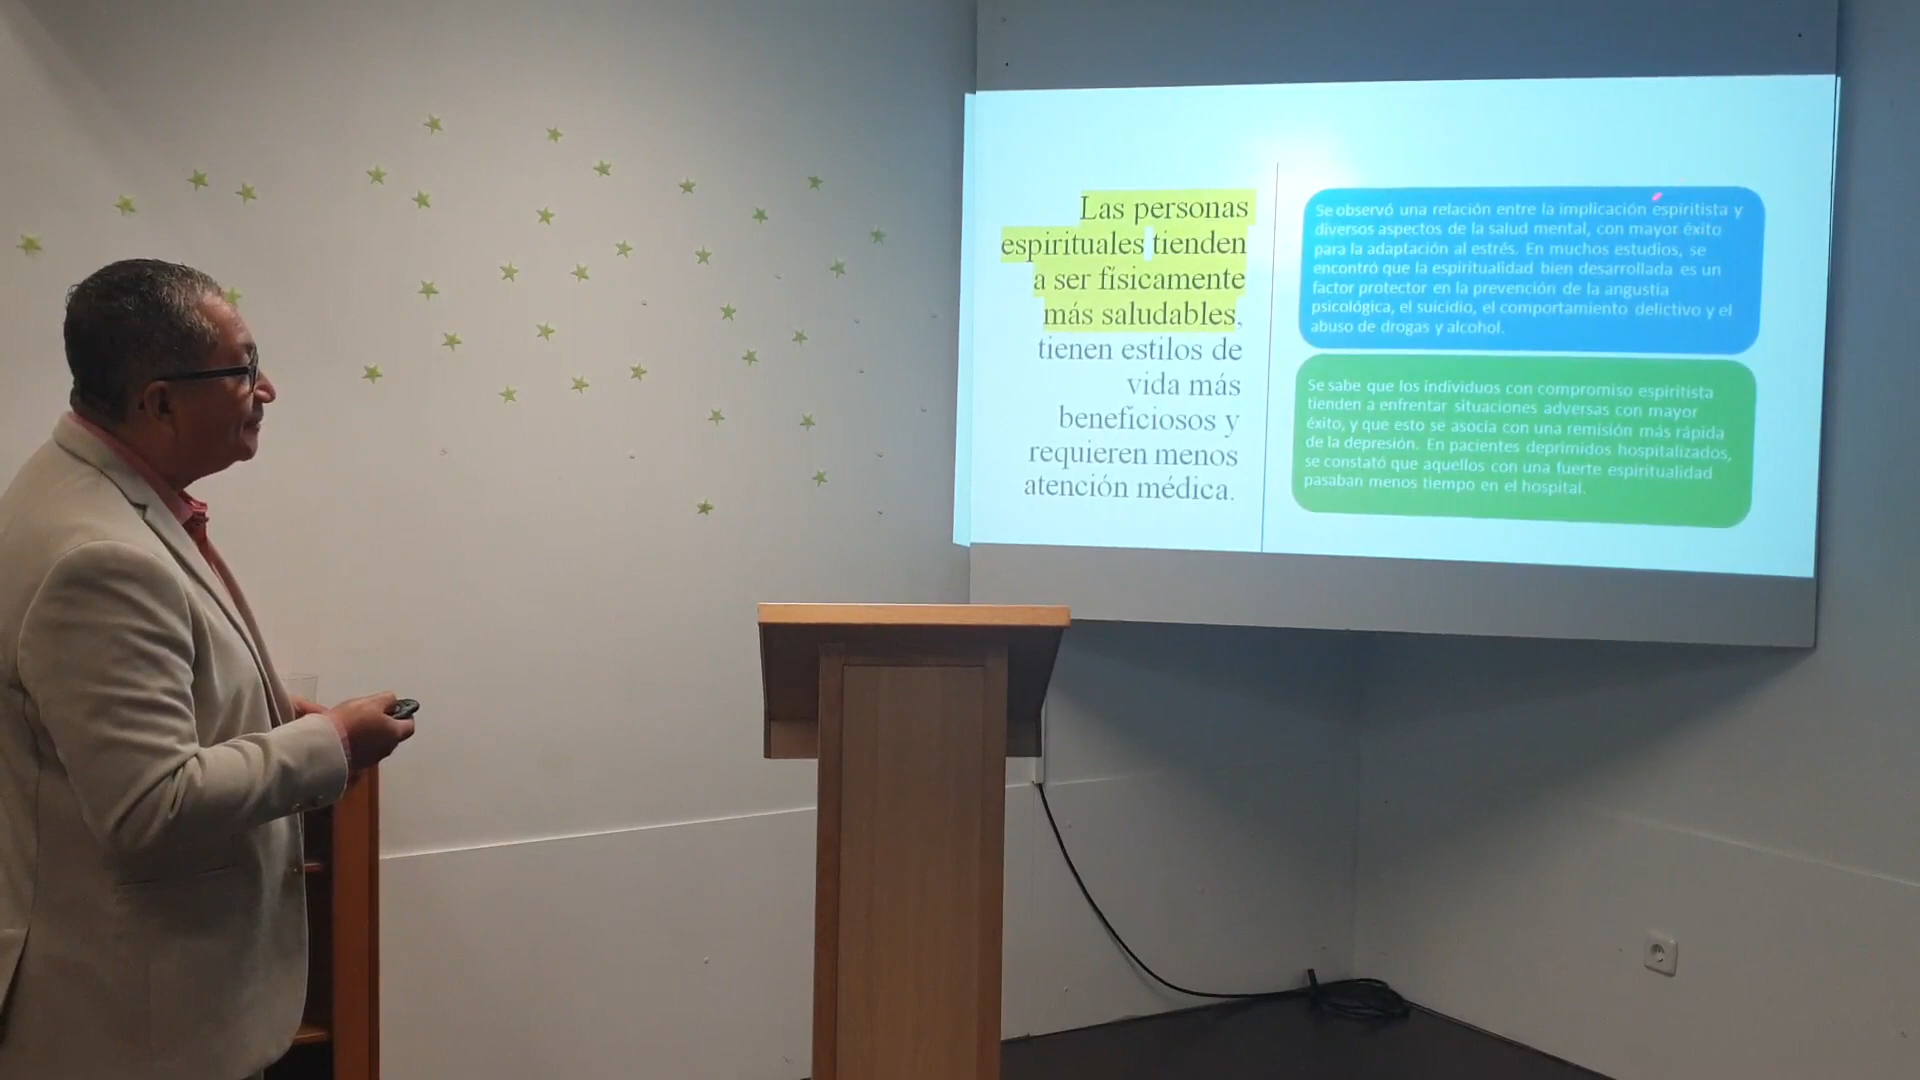 Las personas
espirituales tienden
a ser físicamente
más saludables,
tienen estilos de
vida más
beneficiosos y
requieren menos
atención médica.
Se observó una relación entre la implicación espiritista y
diversos aspectos de la salud mental, con mayor éxito
para la adaptación al estrés. En muchos estudios, se
encontró que la espiritualidad bien desarrollada es un
factor protector en la prevención de la angustia
psicológica, el suicidio, el comportamiento delictivo y el
abuso de drogas y alcohol.
Se sabe que los individuos con compromiso espiritista
tienden a enfrentar situaciones adversas con mayor
éxito, y que esto se asocia con una remisión más rápida
de la depresión. En pacientes deprimidos hospitalizados,
se constató que aquellos con una fuerte espiritualidad
pasaban menos tiempo en el hospital.